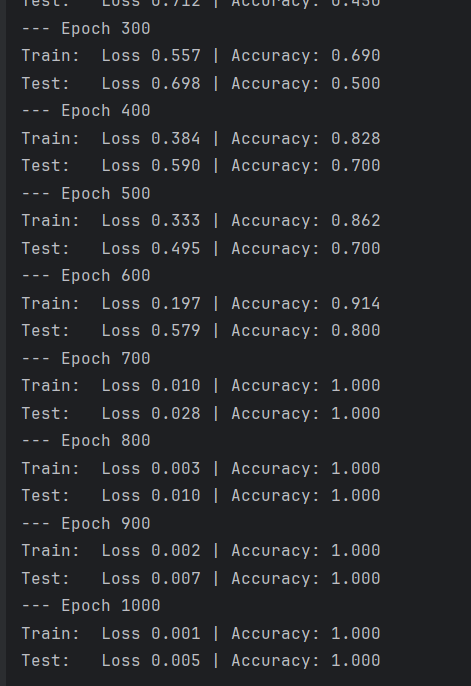 Test:   Loss 0.712 | Accuracy: 0.450
--- Epoch 300
Train:  Loss 0.557 | Accuracy: 0.690
Test:   Loss 0.698 | Accuracy: 0.500
--- Epoch 400
Train:  Loss 0.384 | Accuracy: 0.828
Test:   Loss 0.590 | Accuracy: 0.700
--- Epoch 500
Train:  Loss 0.333 | Accuracy: 0.862
Test:   Loss 0.495 | Accuracy: 0.700
--- Epoch 600
Train:  Loss 0.197 | Accuracy: 0.914
Test:   Loss 0.579 | Accuracy: 0.800
--- Epoch 700
Train:  Loss 0.010 | Accuracy: 1.000
Test:   Loss 0.028 | Accuracy: 1.000
--- Epoch 800
Train:  Loss 0.003 | Accuracy: 1.000
Test:   Loss 0.010 | Accuracy: 1.000
--- Epoch 900
Train:  Loss 0.002 | Accuracy: 1.000
Test:   Loss 0.007 | Accuracy: 1.000
--- Epoch 1000
Train:  Loss 0.001 | Accuracy: 1.000
Test:   Loss 0.005 | Accuracy: 1.000